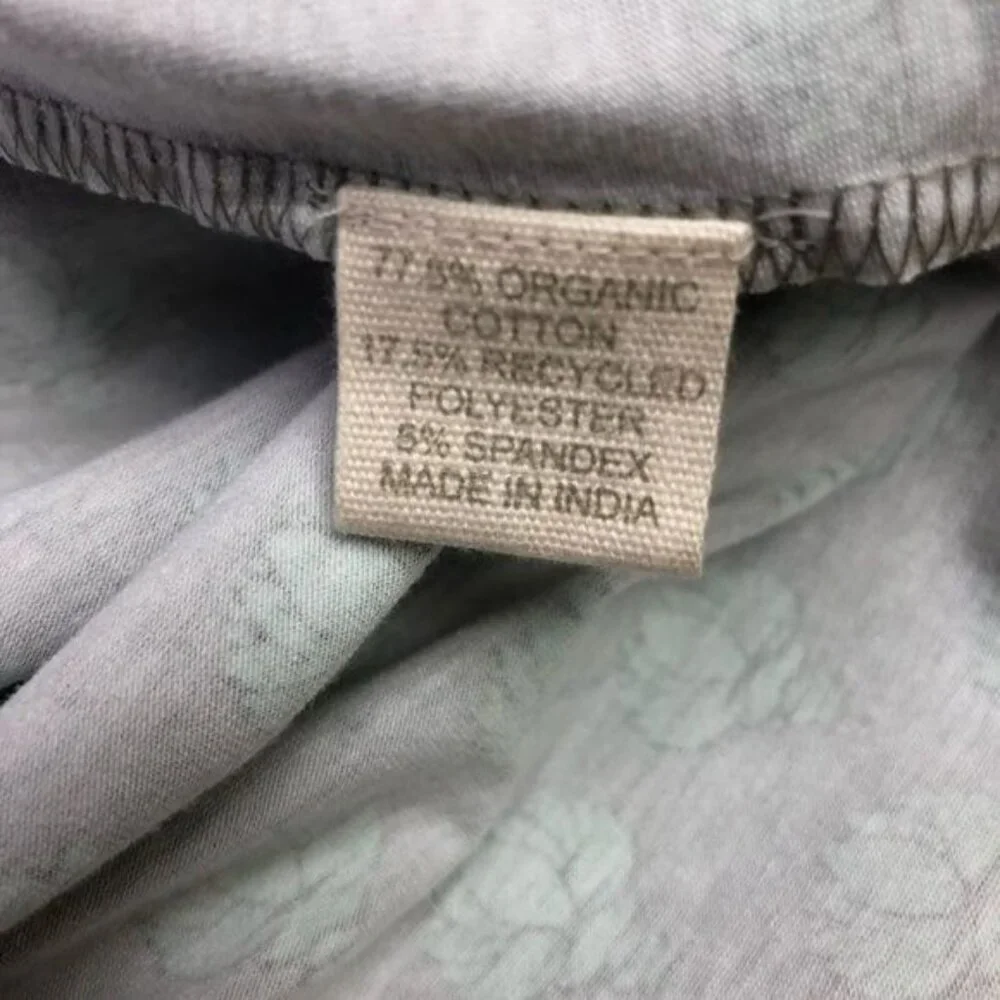 77.5% ORGANIC
COTTON
17.5% RECYCLED
POLYESTER
5% SPANDEX
MADE IN INDIA